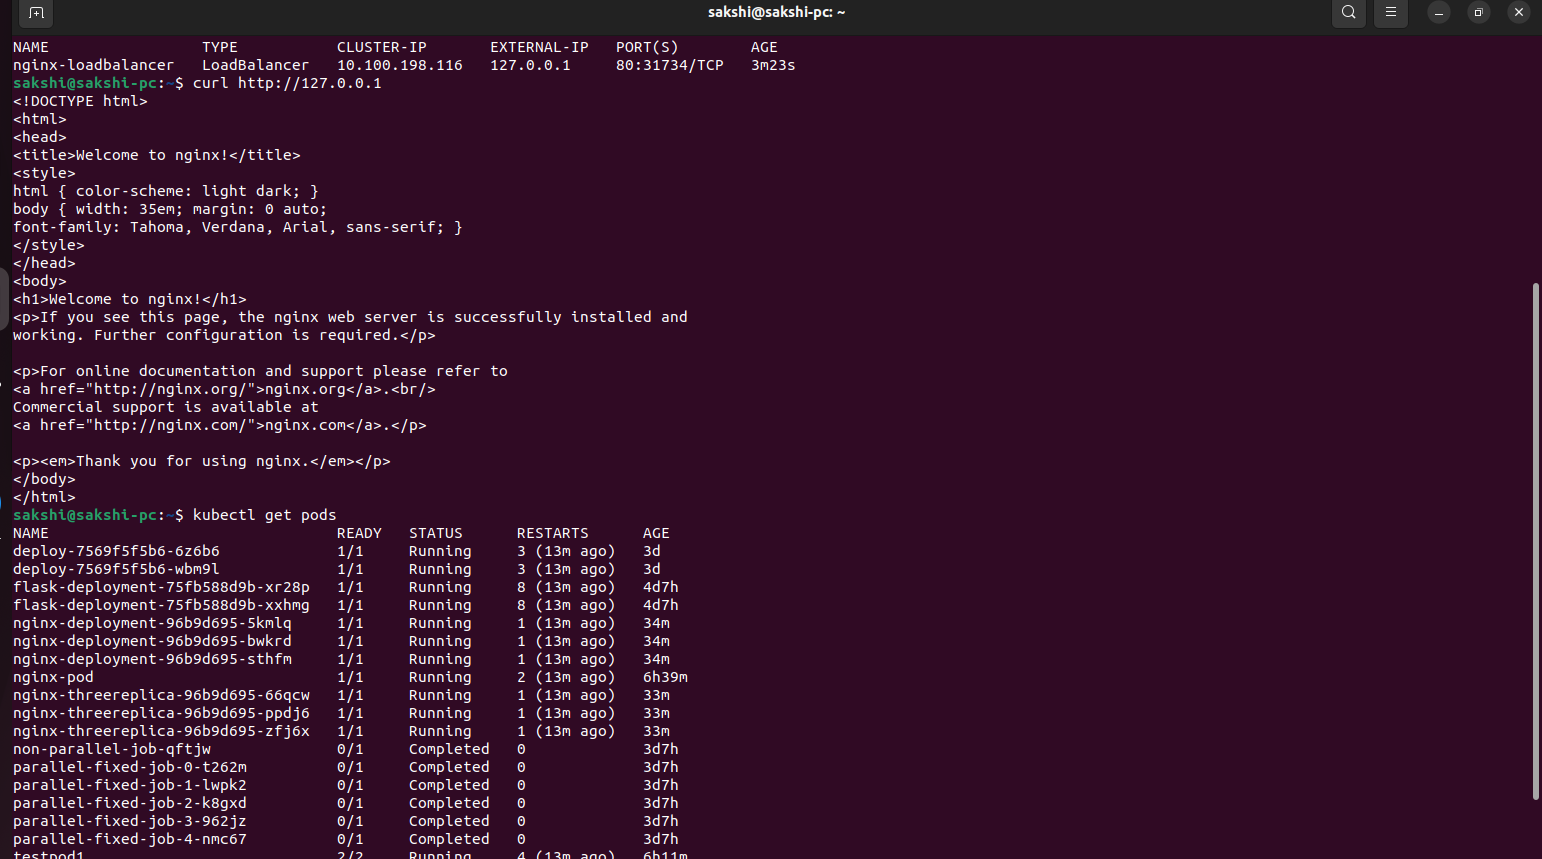 sakshi@sakshi-pc: ~
NAME                 TYPE           CLUSTER-IP       EXTERNAL-IP   PORT(S)        AGE
nginx-loadbalancer   LoadBalancer   10.100.198.116   127.0.0.1     80:31734/TCP   3m23s
sakshi@sakshi-pc:~$ curl http://127.0.0.1
<!DOCTYPE html>
<html>
<head>
<title>Welcome to nginx!</title>
<style>
html { color-scheme: light dark; }
body { width: 35em; margin: 0 auto;
font-family: Tahoma, Verdana, Arial, sans-serif; }
</style>
</head>
<body>
<h1>Welcome to nginx!</h1>
<p>If you see this page, the nginx web server is successfully installed and
working. Further configuration is required.</p>

<p>For online documentation and support please refer to
<a href="http://nginx.org/">nginx.org</a>.<br/>
Commercial support is available at
<a href="http://nginx.com/">nginx.com</a>.</p>

<p><em>Thank you for using nginx.</em></p>
</body>
</html>
sakshi@sakshi-pc:~$ kubectl get pods
NAME                                READY   STATUS      RESTARTS      AGE
deploy-7569f5f5b6-6z6b6             1/1     Running     3 (13m ago)   3d
deploy-7569f5f5b6-wbm9l             1/1     Running     3 (13m ago)   3d
flask-deployment-75fb588d9b-xr28p   1/1     Running     8 (13m ago)   4d7h
flask-deployment-75fb588d9b-xxhmg   1/1     Running     8 (13m ago)   4d7h
nginx-deployment-96b9d695-5kmlq     1/1     Running     1 (13m ago)   34m
nginx-deployment-96b9d695-bwkrd     1/1     Running     1 (13m ago)   34m
nginx-deployment-96b9d695-sthfm     1/1     Running     1 (13m ago)   34m
nginx-pod                           1/1     Running     2 (13m ago)   6h39m
nginx-threereplica-96b9d695-66qcw   1/1     Running     1 (13m ago)   33m
nginx-threereplica-96b9d695-ppdj6   1/1     Running     1 (13m ago)   33m
nginx-threereplica-96b9d695-zfj6x   1/1     Running     1 (13m ago)   33m
non-parallel-job-qftjw              0/1     Completed   0             3d7h
parallel-fixed-job-0-t262m          0/1     Completed   0             3d7h
parallel-fixed-job-1-lwpk2          0/1     Completed   0             3d7h
parallel-fixed-job-2-k8gxd          0/1     Completed   0             3d7h
parallel-fixed-job-3-962jz          0/1     Completed   0             3d7h
parallel-fixed-job-4-nmc67          0/1     Completed   0             3d7h
testpod1                            2/2     Running     4 (13m ago)   6h11m